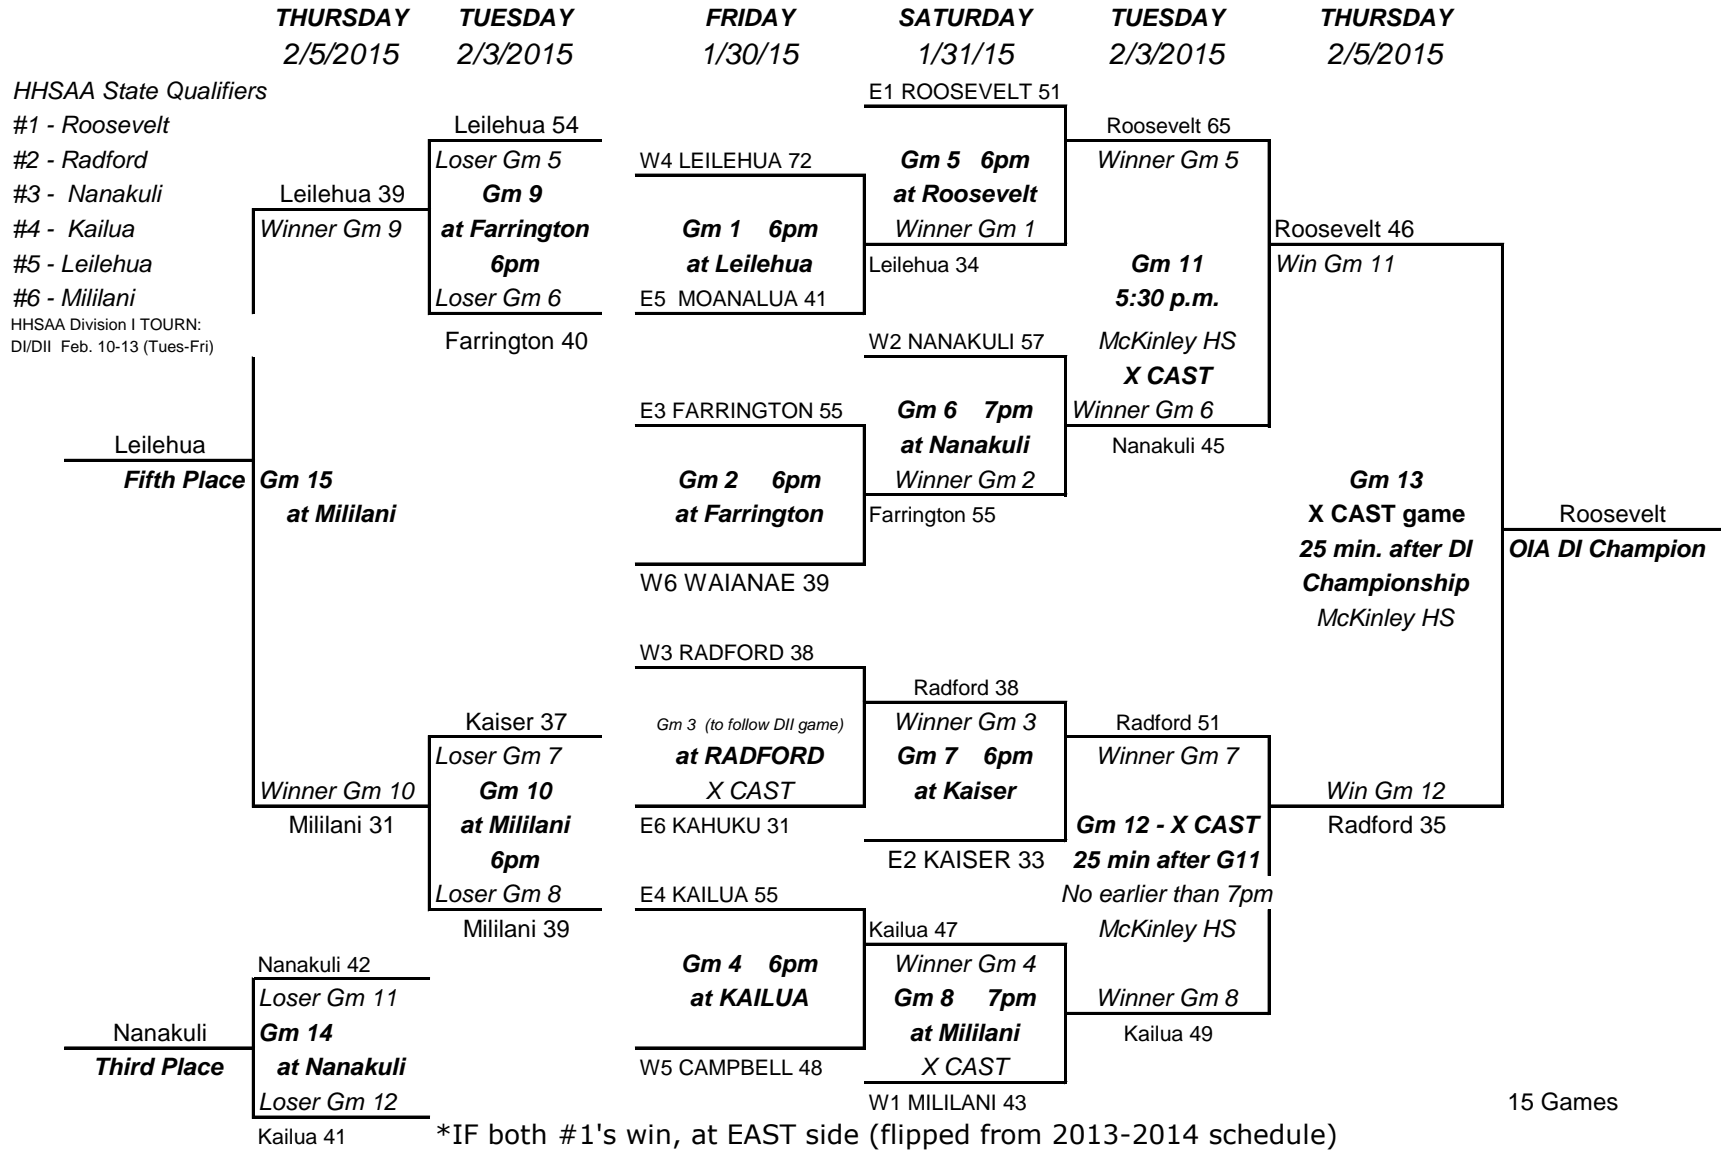 THURSDAY TUESDAY FRIDAY SATURDAY TUESDAY THURSDAY
2/5/2015 2/3/2015 1/30/15 1/31/15 2/3/2015 2/5/2015
HHSAA State Qualifiers
#1 - Roosevelt
#2 - Radford
#3 - Nanakuli
#4 - Kailua
#5 - Leilehua
#6 - Mililani
HHSAA Division I TOURN:
DI/DII Feb. 10-13 (Tues-Fri)
Leilehua 39
Winner Gm 9
Leilehua
Fifth Place
Gm 15
at Mililani
Winner Gm 10
Mililani 31
Nanakuli 42
Loser Gm 11
Nanakuli
Third Place
Gm 14
at Nanakuli
Loser Gm 12
Kailua 41
Leilehua 54
Loser Gm 5
Gm 9
at Farrington
6pm
Loser Gm 6
Farrington 40
Kaiser 37
Loser Gm 7
Gm 10
at Mililani
6pm
Loser Gm 8
Mililani 39
W4 LEILEHUA 72
Gm 1 6pm
at Leilehua
E5 MOANALUA 41
E3 FARRINGTON 55
Gm 2 6pm
at Farrington
W6 WAIANAE 39
W3 RADFORD 38
Gm 3 (to follow DII game)
at RADFORD
X CAST
E6 KAHUKU 31
E4 KAILUA 55
Gm 4 6pm
at KAILUA
W5 CAMPBELL 48
E1 ROOSEVELT 51
Gm 5 6pm
at Roosevelt
Winner Gm 1
Leilehua 34
W2 NANAKULI 57
Gm 6 7pm
at Nanakuli
Winner Gm 2
Farrington 55
Radford 38
Winner Gm 3
Gm 7 6pm
at Kaiser
E2 KAISER 33
Kailua 47
Winner Gm 4
Gm 8 7pm
at Mililani
X CAST
W1 MILILANI 43
Roosevelt 65
Winner Gm 5
Gm 11
5:30 p.m.
McKinley HS
X CAST
Winner Gm 6
Nanakuli 45
Radford 51
Winner Gm 7
Gm 12 - X CAST
25 min after G11
No earlier than 7pm
McKinley HS
Winner Gm 8
Kailua 49
Roosevelt 46
Win Gm 11
Gm 13
X CAST game
25 min. after DI
Championship
McKinley HS
Win Gm 12
Radford 35
Roosevelt
OIA DI Champion
15 Games
*IF both #1's win, at EAST side (flipped from 2013-2014 schedule)